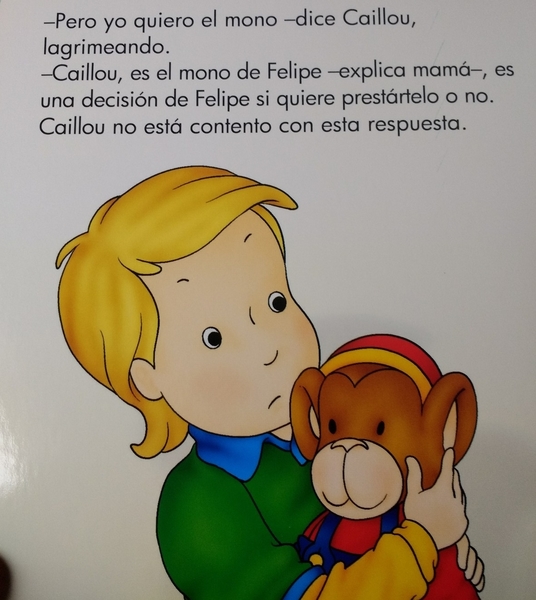 –Pero yo quiero el mono –dice Caillou,
lagrimeando.
–Caillou, es el mono de Felipe –explica mamá–, es
una decisión de Felipe si quiere prestártelo o no.
Caillou no está contento con esta respuesta.